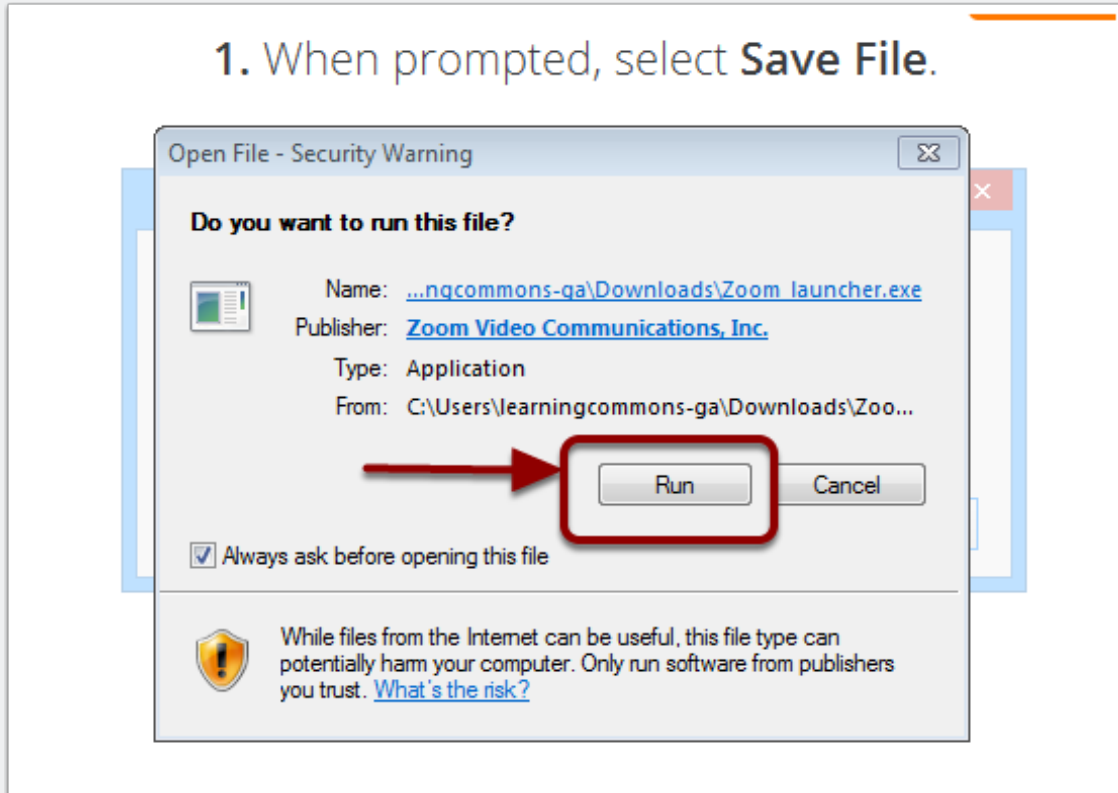 1. When prompted, select Save File.
Open File - Security Warning
Do you want to run this file?
Name: ...ngcommons-ga\Downloads\Zoom_launcher.exe
Publisher: Zoom Video Communications, Inc.
Type: Application
From: C:\Users\learningcommons-ga\Downloads\Zoo...
Run Cancel
Always ask before opening this file
While files from the Internet can be useful, this file type can
potentially harm your computer. Only run software from publishers
you trust. What's the risk?